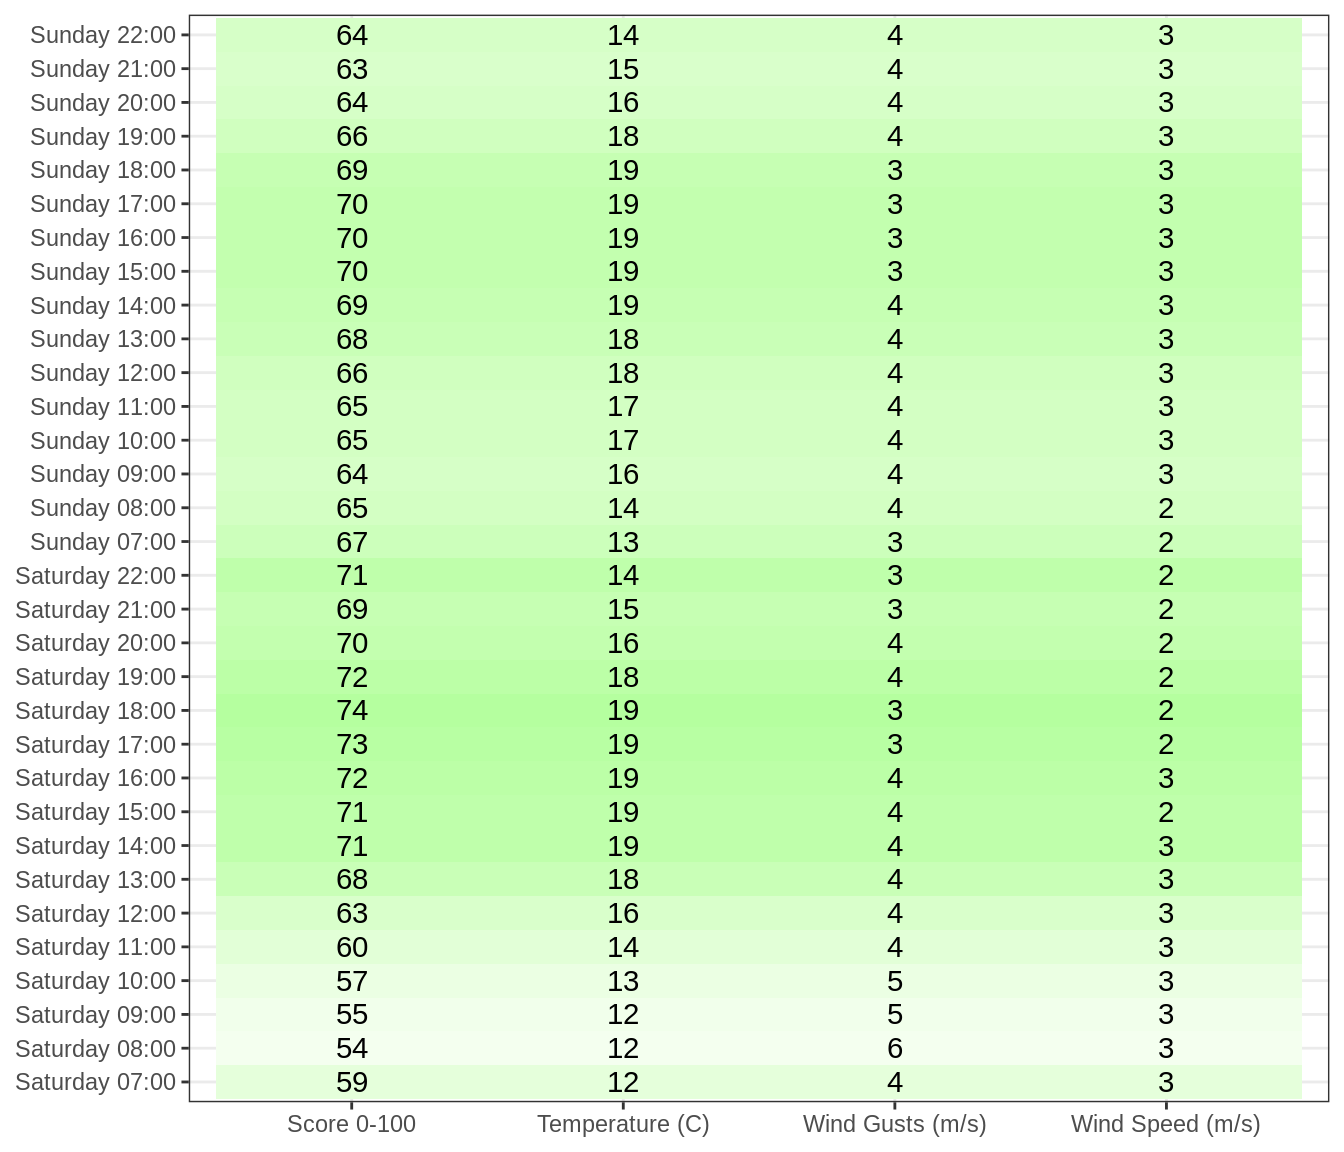 Sunday 22:00 64 14 4 3
Sunday 21:00 63 15 4 3
Sunday 20:00 64 16 4 3
Sunday 19:00 66 18 4 3
Sunday 18:00 69 19 3 3
Sunday 17:00 70 19 3 3
Sunday 16:00 70 19 3 3
Sunday 15:00 70 19 3 3
Sunday 14:00 69 19 4 3
Sunday 13:00 68 18 4 3
Sunday 12:00 66 18 4 3
Sunday 11:00 65 17 4 3
Sunday 10:00 65 17 4 3
Sunday 09:00 64 16 4 3
Sunday 08:00 65 14 4 2
Sunday 07:00 67 13 3 2
Saturday 22:00 71 14 3 2
Saturday 21:00 69 15 3 2
Saturday 20:00 70 16 4 2
Saturday 19:00 72 18 4 2
Saturday 18:00 74 19 3 2
Saturday 17:00 73 19 3 2
Saturday 16:00 72 19 4 3
Saturday 15:00 71 19 4 2
Saturday 14:00 71 19 4 3
Saturday 13:00 68 18 4 3
Saturday 12:00 63 16 4 3
Saturday 11:00 60 14 4 3
Saturday 10:00 57 13 5 3
Saturday 09:00 55 12 5 3
Saturday 08:00 54 12 6 3
Saturday 07:00 59 12 4 3
Score 0-100 Temperature (C) Wind Gusts (m/s) Wind Speed (m/s)